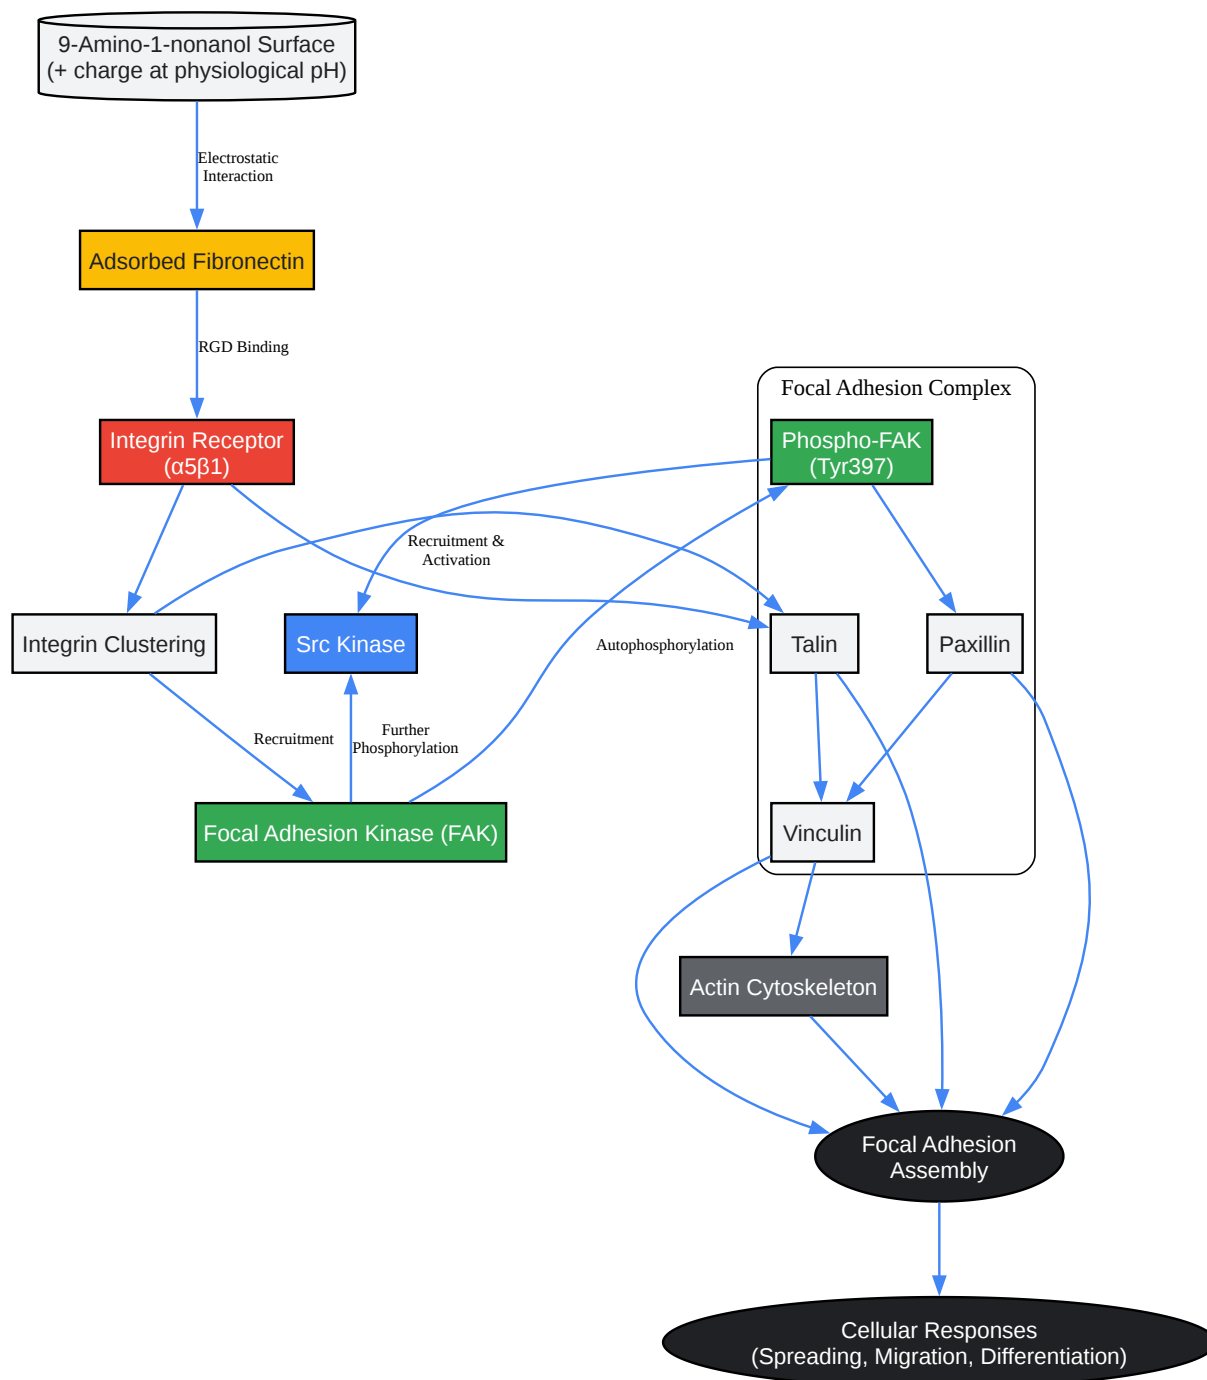 9-Amino-1-nonanol Surface
(+ charge at physiological pH)
Electrostatic
Interaction
Adsorbed Fibronectin
RGD Binding
Focal Adhesion Complex
Integrin Receptor
(α5β1)
Phospho-FAK
(Tyr397)
Recruitment &
Activation
Integrin Clustering
Src Kinase
Autophosphorylation
Talin
Paxillin
Recruitment
Further
Phosphorylation
Focal Adhesion Kinase (FAK)
Vinculin
Actin Cytoskeleton
Focal Adhesion
Assembly
Cellular Responses
(Spreading, Migration, Differentiation)